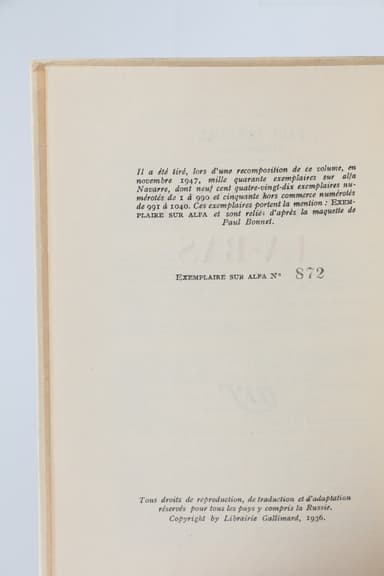 Il a été tiré, lors d'une recomposition de ce volume, en
novembre 1947, mille quarante exemplaires sur alfa
Navarre, dont neuf cent quatre-vingt-dix exemplaires nu-
mérotés de 1 à 990 et cinquante hors commerce numérotés
de 991 à 1040. Ces exemplaires portent la mention : EXEM-
PLAIRE SUR ALFA et sont reliés d'après la maquette de
Paul Bonnet.
EXEMPLAIRE SUR ALFA N° 872
Tous droits de reproduction, de traduction et d'adaptation
réservés pour tous les pays y compris la Russie.
Copyright by Librairie Gallimard, 1936.